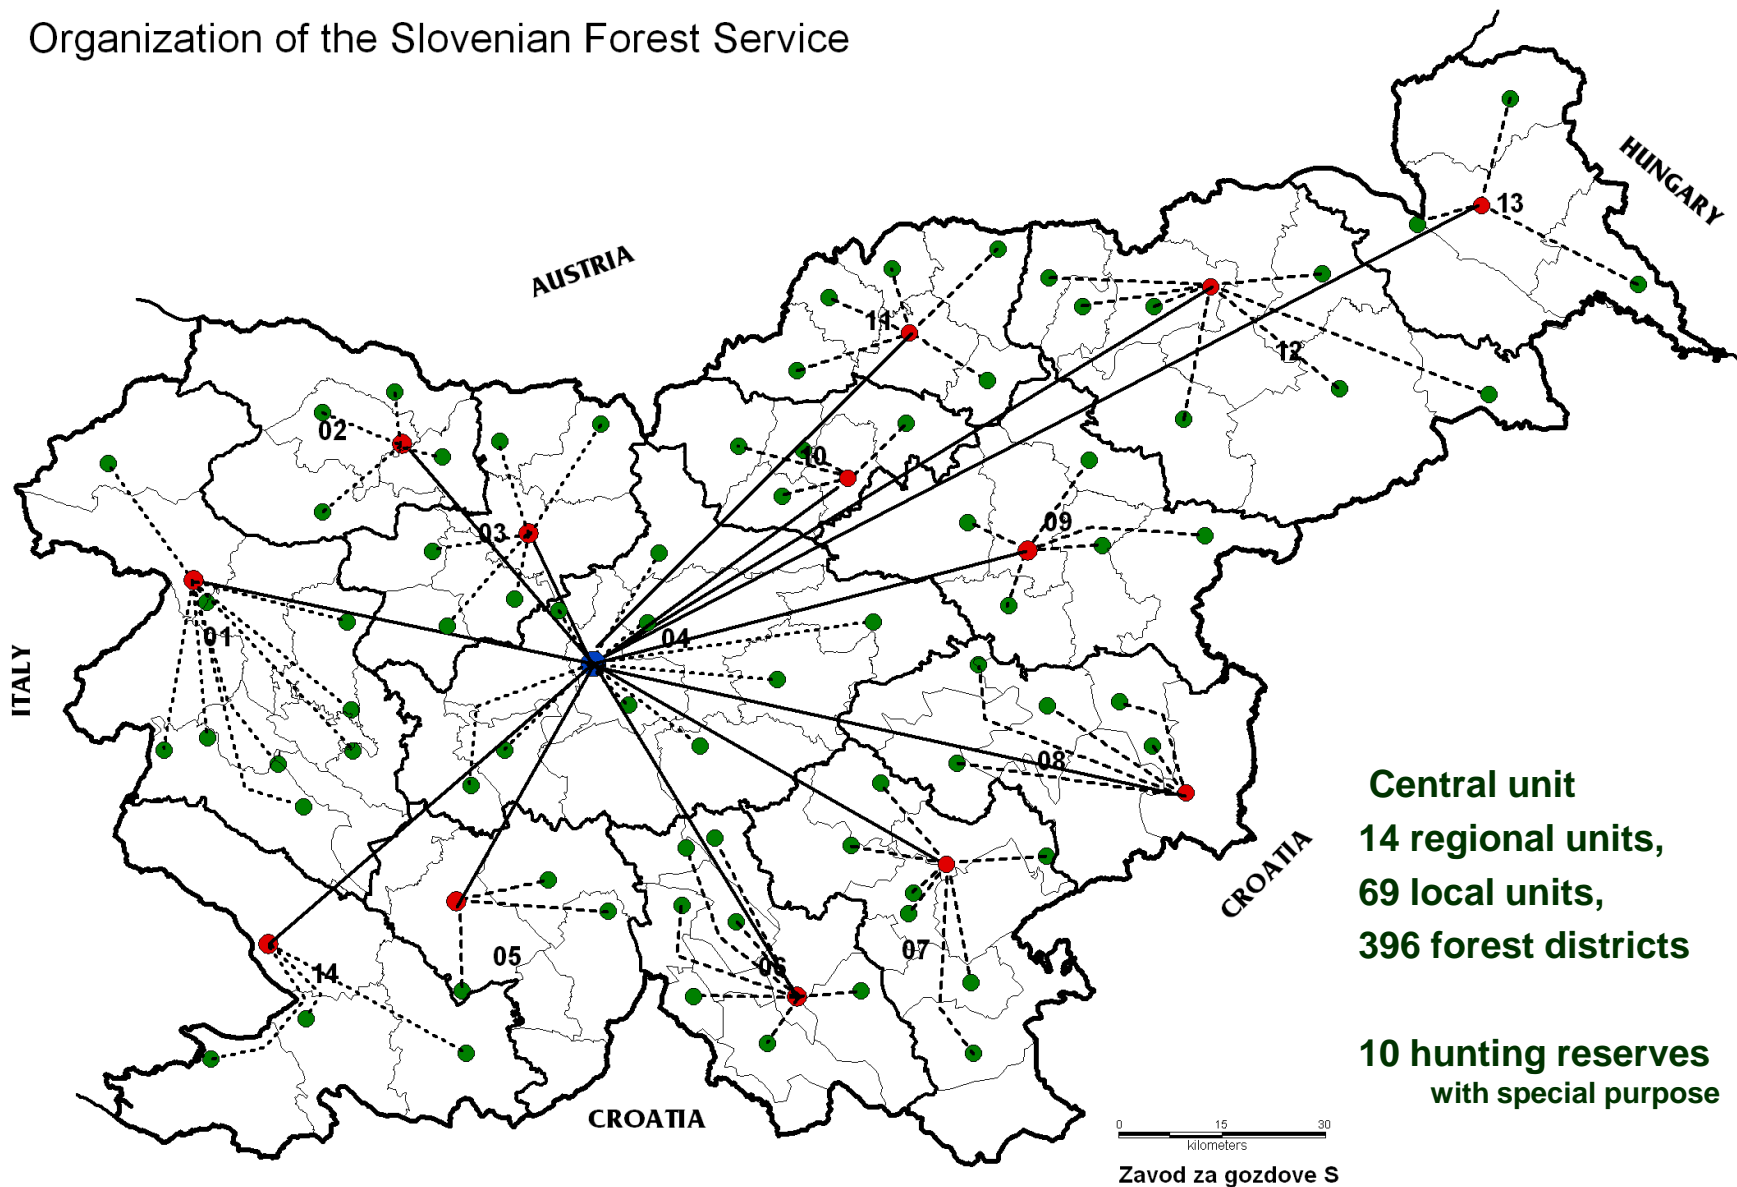 Organization of the Slovenian Forest Service
HUNGARY
13
AUSTRIA
11
12
02
10
03
09
01
04
ITALY
08
Central unit
14 regional units,
69 local units,
396 forest districts
CROATIA
07
05
06
14
10 hunting reserves
with special purpose
CROATIA
0 15 30
kilometers
Zavod za gozdove S